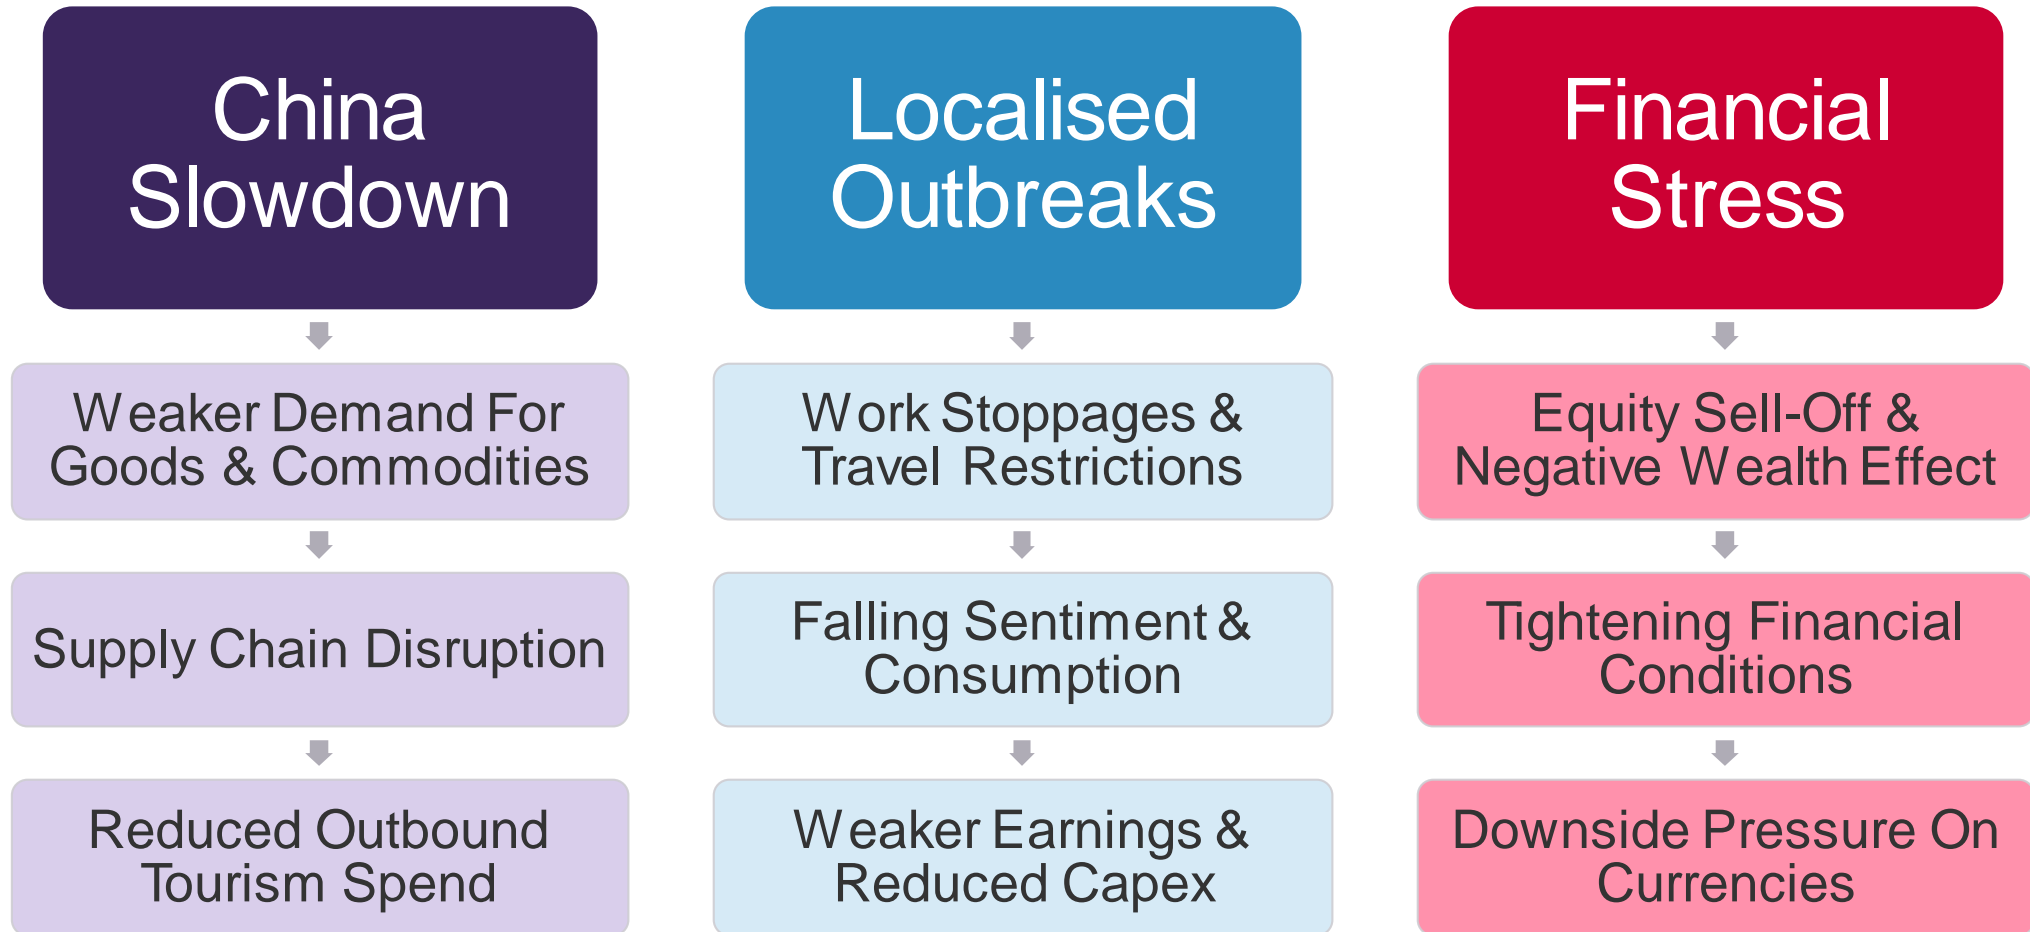 China
Slowdown
Weaker Demand For
Goods & Commodities
Supply Chain Disruption
Reduced Outbound
Tourism Spend
Localised
Outbreaks
Work Stoppages &
Travel Restrictions
Falling Sentiment &
Consumption
Weaker Earnings &
Reduced Capex
Financial
Stress
Equity Sell-Off &
Negative Wealth Effect
Tightening Financial
Conditions
Downside Pressure On
Currencies